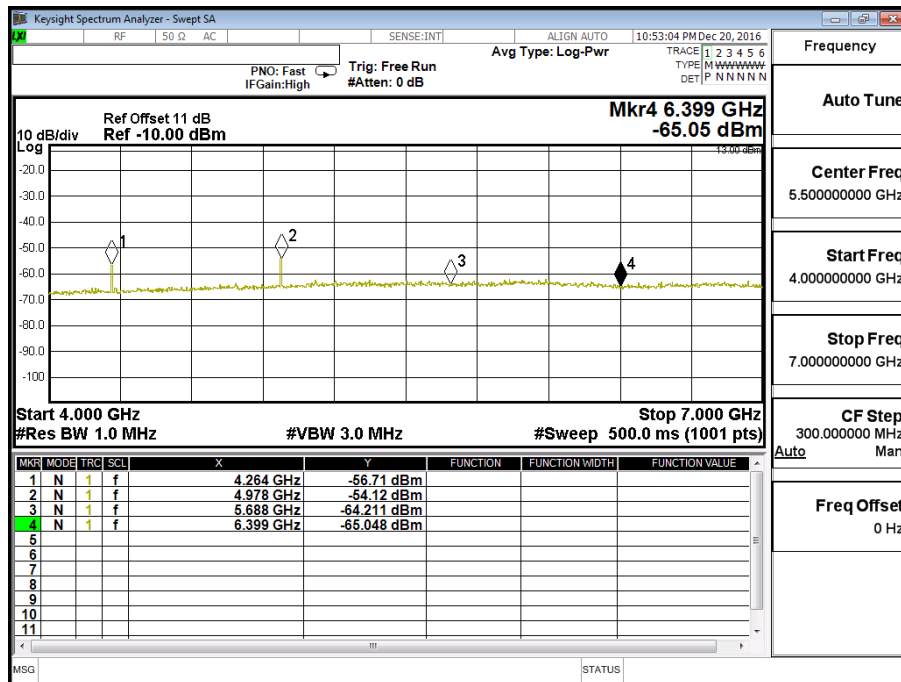 Keysight Spectrum Analyzer - Swept SA
LXI RF 50 Ω AC SENSE:INT ALIGN AUTO 10:53:04 PM Dec 20, 2016
Frequency
Avg Type: Log-Pwr
TRACE 1 2 3 4 5 6
PNO: Fast Trig: Free Run
TYPE M WWWWW
IFGain:High #Atten: 0 dB
DET P N N N N N
Auto Tune
Mkr4 6.399 GHz
Ref Offset 11 dB
10 dB/div Ref -10.00 dBm -65.05 dBm
Log
13.00 dBm
-20.0
-30.0
-40.0
-50.0
-60.0
-70.0
-80.0
-90.0
-100
1
2
3
4
Center Freq
5.500000000 GHz
Start Freq
4.000000000 GHz
Stop Freq
7.000000000 GHz
Start 4.000 GHz Stop 7.000 GHz
#Res BW 1.0 MHz #VBW 3.0 MHz #Sweep 500.0 ms (1001 pts)
CF Step
300.000000 MHz
Auto Man
MKR MODE TRC SCL X Y FUNCTION FUNCTION WIDTH FUNCTION VALUE
1 N 1 f 4.264 GHz -56.71 dBm
2 N 1 f 4.978 GHz -54.12 dBm
3 N 1 f 5.688 GHz -64.211 dBm
4 N 1 f 6.399 GHz -65.048 dBm
5
6
7
8
9
10
11
Freq Offset
0 Hz
MSG STATUS